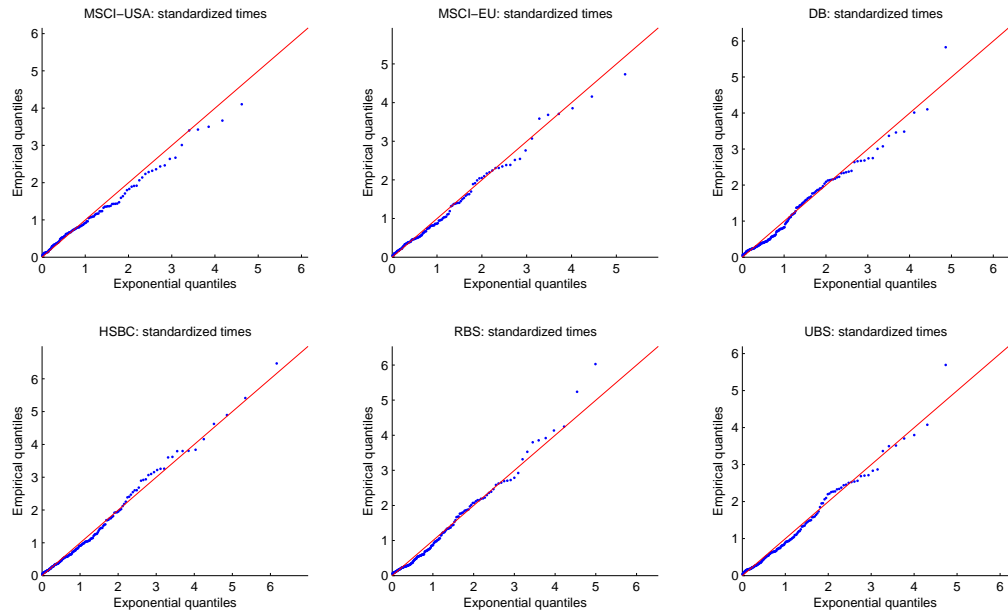 MSCI−USA: standardized times
6
5
4
3
2
1
0
0 1 2 3 4 5 6
Empirical quantiles
Exponential quantiles
MSCI−EU: standardized times
5
4
3
2
1
0
0 1 2 3 4 5
Empirical quantiles
Exponential quantiles
DB: standardized times
6
5
4
3
2
1
0
0 1 2 3 4 5 6
Empirical quantiles
Exponential quantiles
HSBC: standardized times
6
5
4
3
2
1
0
0 1 2 3 4 5 6
Empirical quantiles
Exponential quantiles
RBS: standardized times
6
5
4
3
2
1
0
0 1 2 3 4 5 6
Empirical quantiles
Exponential quantiles
UBS: standardized times
6
5
4
3
2
1
0
0 1 2 3 4 5 6
Empirical quantiles
Exponential quantiles